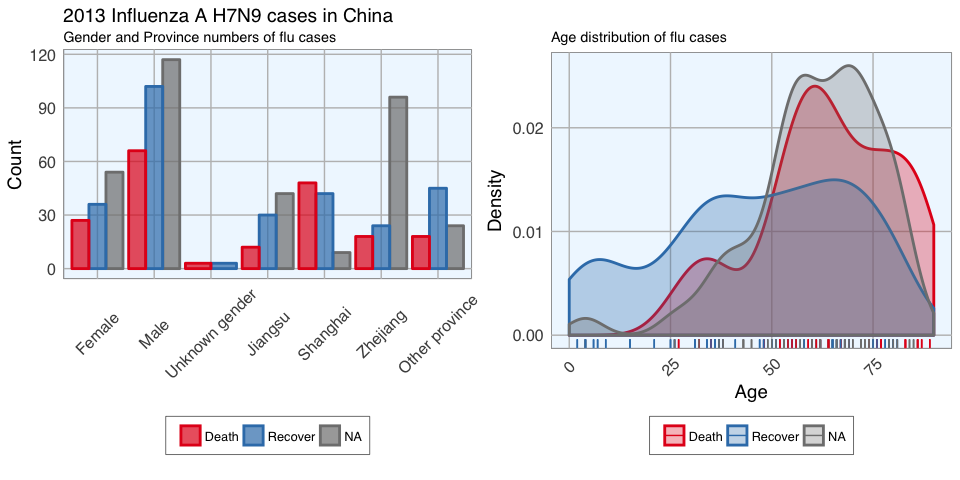 2013 Influenza A H7N9 cases in China
Gender and Province numbers of flu cases
120
90
60
30
0
Count
Female
Male
Unknown gender
Jiangsu
Shanghai
Zhejiang
Other province
Death Recover NA
Age distribution of flu cases
0.02
0.01
0.00
Density
0 25 50 75
Age
Death Recover NA